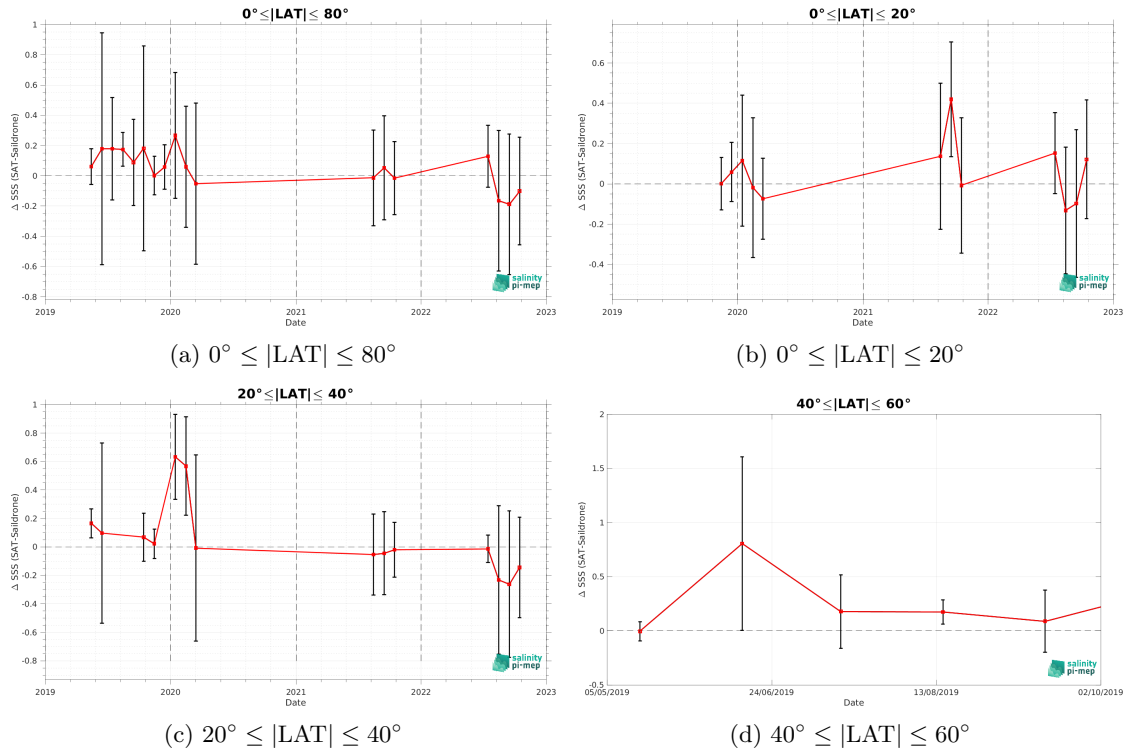 0°≤|LAT|≤ 80°
1
0.8
0.6
0.4
0.2
0
-0.2
-0.4
-0.6
-0.8
Δ SSS (SAT-Saildrone)
2019
2020
2021
2022
2023
Date
salinity
pi-mep
(a) 0° ≤ |LAT| ≤ 80°
0°≤|LAT|≤ 20°
0.6
0.4
0.2
0
-0.2
-0.4
Δ SSS (SAT-Saildrone)
2019
2020
2021
2022
2023
Date
salinity
pi-mep
(b) 0° ≤ |LAT| ≤ 20°
20°≤|LAT|≤ 40°
1
0.8
0.6
0.4
0.2
0
-0.2
-0.4
-0.6
-0.8
Δ SSS (SAT-Saildrone)
2019
2020
2021
2022
2023
Date
salinity
pi-mep
(c) 20° ≤ |LAT| ≤ 40°
40°≤|LAT|≤ 60°
2
1.5
1
0.5
0
-0.5
Δ SSS (SAT-Saildrone)
05/05/2019
24/06/2019
13/08/2019
02/10/2019
Date
salinity
pi-mep
(d) 40° ≤ |LAT| ≤ 60°